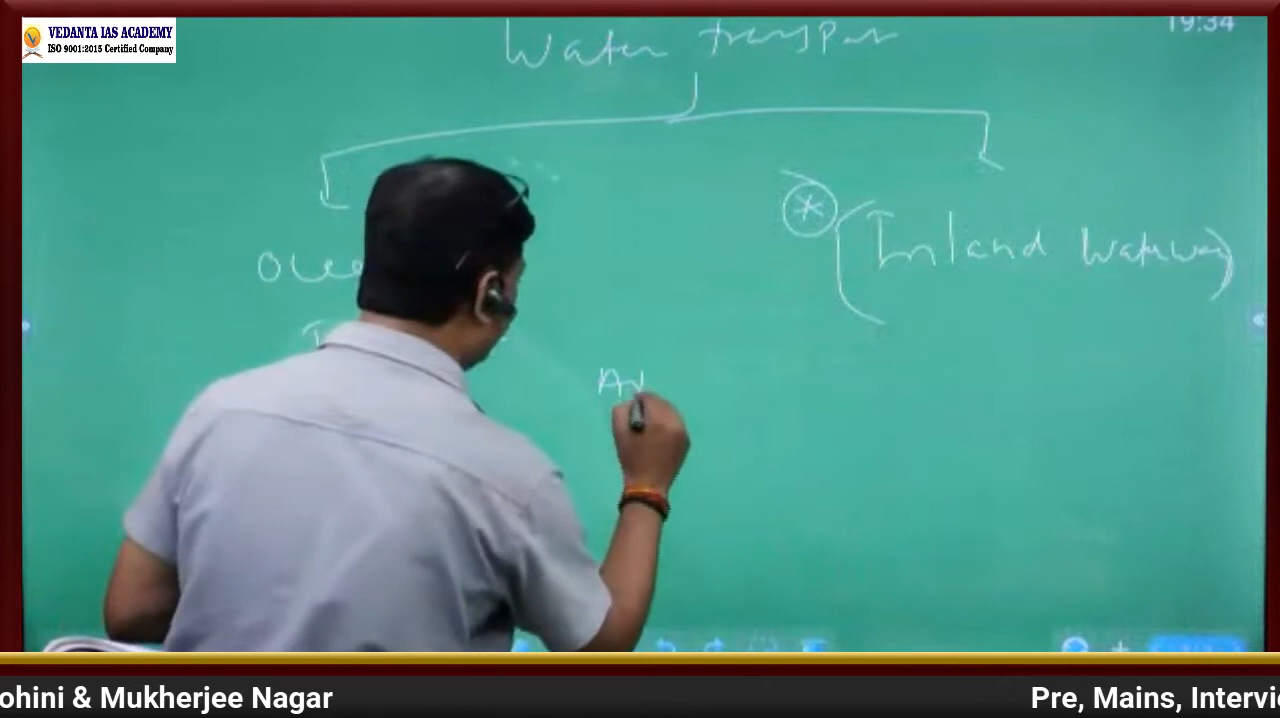 VEDANTA IAS ACADEMY
ISO 9001:2015 Certified Company
19:34
Water transpor
Inland waterway
ohini & Mukherjee Nagar
Pre, Mains, Intervi